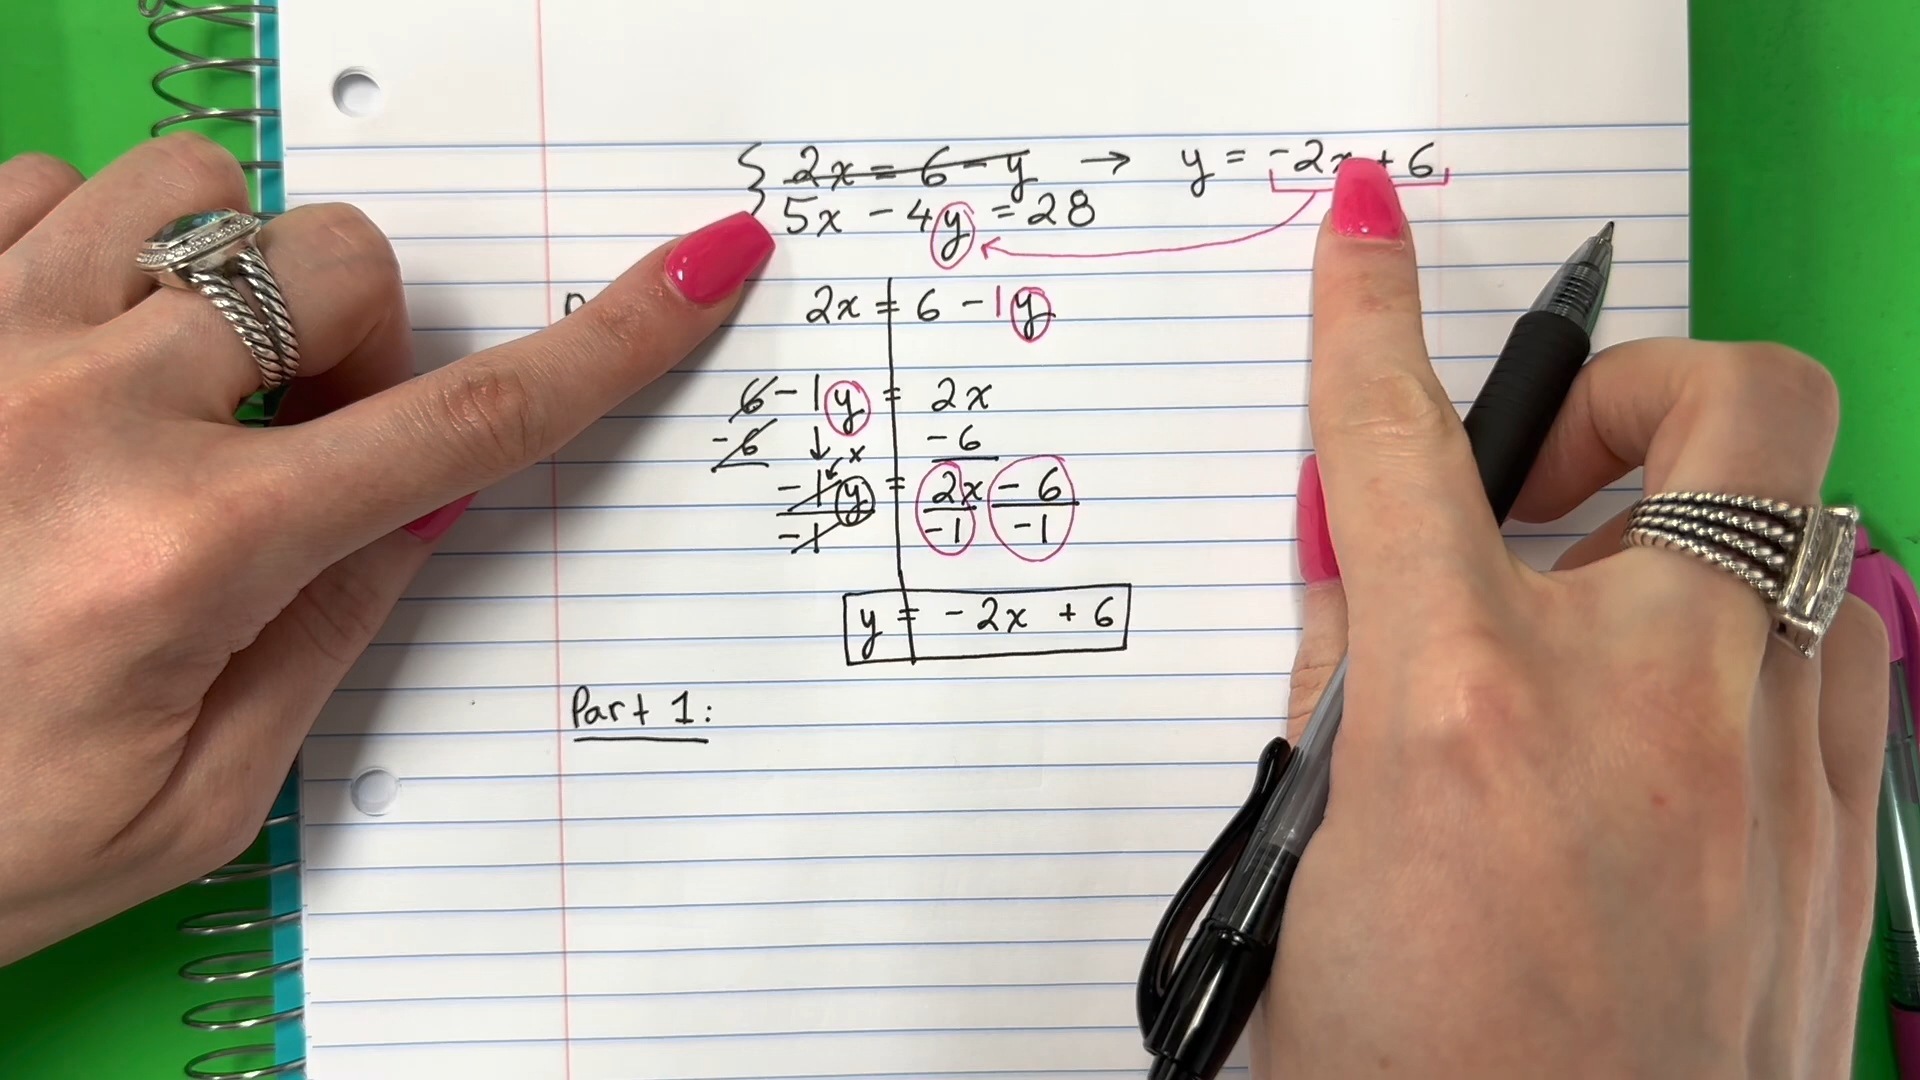 2x = 6 - y → y = -2x + 6
5x - 4y = 28
2x = 6 - 1y
6 - 1y = 2x
-6 -6
-1y = 2x - 6
-1 -1 -1
y = -2x + 6
Part 1: